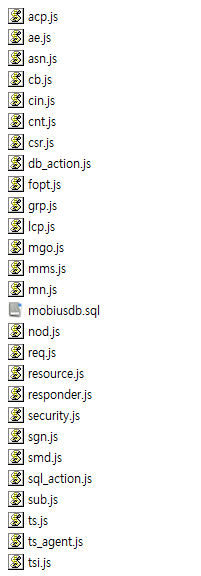 acp.js
ae.js
asn.js
cb.js
cin.js
cnt.js
csr.js
db_action.js
fopt.js
grp.js
lcp.js
mgo.js
mms.js
mn.js
mobiusdb.sql
nod.js
req.js
resource.js
responder.js
security.js
sgn.js
smd.js
sql_action.js
sub.js
ts.js
ts_agent.js
tsi.js